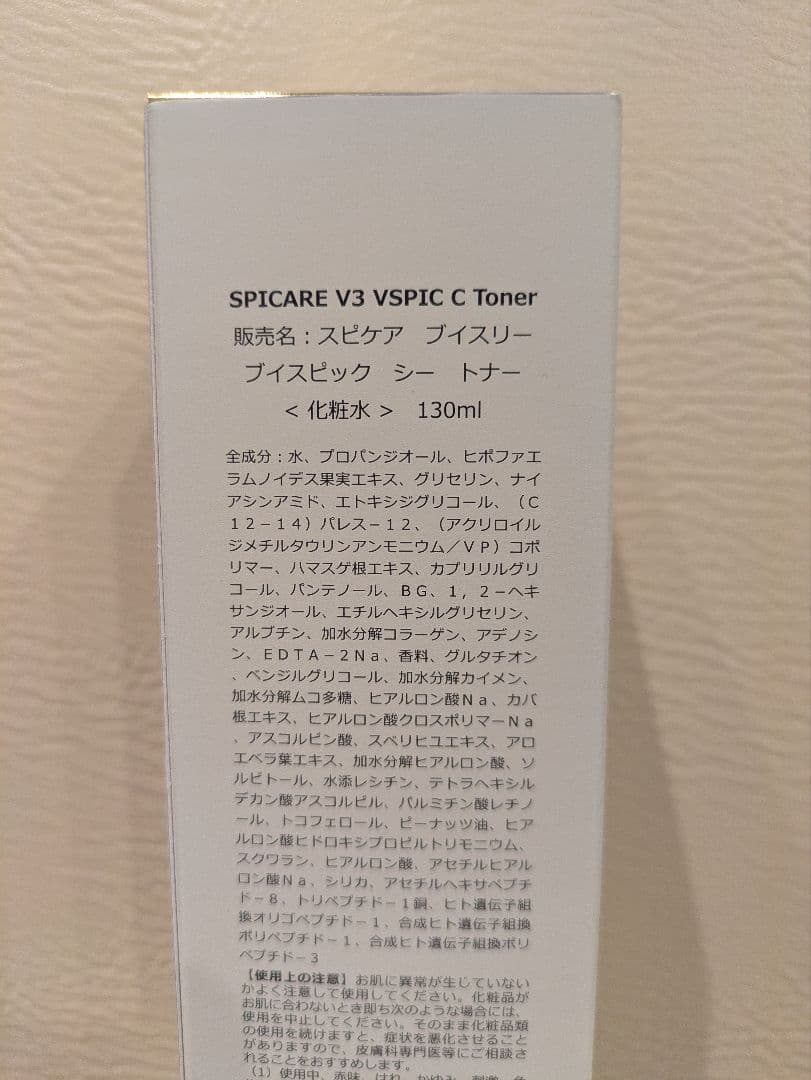 SPICARE V3 VSPIC C Toner
販売名：スピケア　ブイスリー
ブイスピック　シー　トナー
＜化粧水＞　130ml
全成分：水、プロパンジオール、ヒポファエ
ラムノイデス果実エキス、グリセリン、ナイ
アシンアミド、エトキシジグリコール、（Ｃ
１２－１４）パレス－１２、（アクリロイル
ジメチルタウリンアンモニウム／ＶＰ）コポ
リマー、ハマスゲ根エキス、カプリリルグリ
コール、パンテノール、ＢＧ、１，２－ヘキ
サンジオール、エチルヘキシルグリセリン、
アルブチン、加水分解コラーゲン、アデノシ
ン、ＥＤＴＡ－２Ｎａ、香料、グルタチオン
、ベンジルグリコール、加水分解カイメン、
加水分解ムコ多糖、ヒアルロン酸Ｎａ、カバ
根エキス、ヒアルロン酸クロスポリマーＮａ
、アスコルビン酸、スベリヒユエキス、アロ
エベラ葉エキス、加水分解ヒアルロン酸、ソ
ルビトール、水添レシチン、テトラヘキシル
デカン酸アスコルビル、パルミチン酸レチノ
ール、トコフェロール、ピーナッツ油、ヒア
ルロン酸ヒドロキシプロピルトリモニウム、
スクワラン、ヒアルロン酸、アセチルヒアル
ロン酸Ｎａ、シリカ、アセチルヘキサペプチ
ド－８、トリペプチド－１銅、ヒト遺伝子組
換オリゴペプチド－１、合成ヒト遺伝子組換
ポリペプチド－１、合成ヒト遺伝子組換ポリ
ペプチド－３
【使用上の注意】お肌に異常が生じていない
かよく注意して使用してください。化粧品が
お肌に合わないとき即ち次のような場合には、
使用を中止してください。そのまま化粧品類
の使用を続けますと、症状を悪化させること
がありますので、皮膚科専門医等にご相談さ
れることをおすすめします。
（1）使用中、赤味、はれ、かゆみ、刺激、色